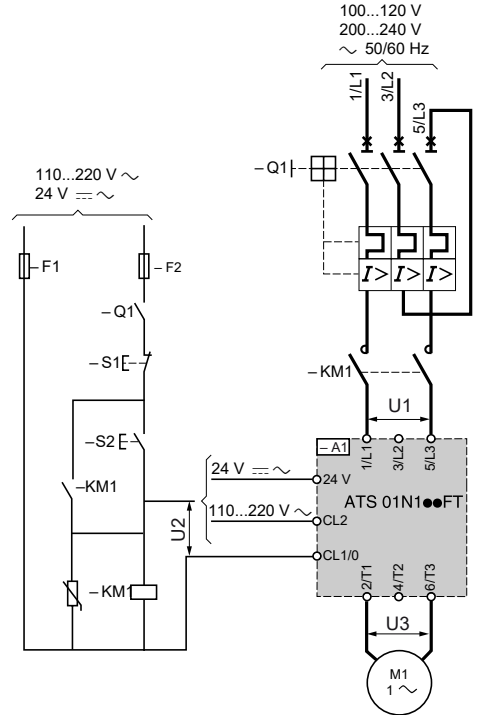 100...120 V
200...240 V
∼ 50/60 Hz
1/L1
3/L2
5/L3
– Q1
110...220 V ∼
24 V ⎓ ∼
– F1
– F2
– Q1
– S1
– KM1
I >
I >
I >
U1
– S2
– A1
1/L1
3/L2
5/L3
24 V ⎓ ∼
24 V
– KM1
ATS 01N1●●FT
110...220 V ∼
CL2
U2
CL1/0
– KM1
2/T1
4/T2
6/T3
U3
M1
1 ∼